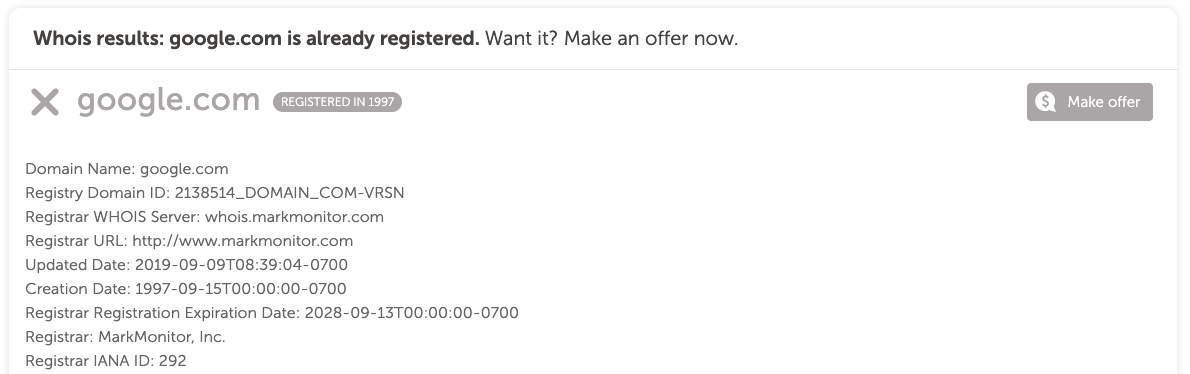 Whois results: google.com is already registered. Want it? Make an offer now.
google.com REGISTERED IN 1997 Make offer
Domain Name: google.com
Registry Domain ID: 2138514_DOMAIN_COM-VRSN
Registrar WHOIS Server: whois.markmonitor.com
Registrar URL: http://www.markmonitor.com
Updated Date: 2019-09-09T08:39:04-0700
Creation Date: 1997-09-15T00:00:00-0700
Registrar Registration Expiration Date: 2028-09-13T00:00:00-0700
Registrar: MarkMonitor, Inc.
Registrar IANA ID: 292